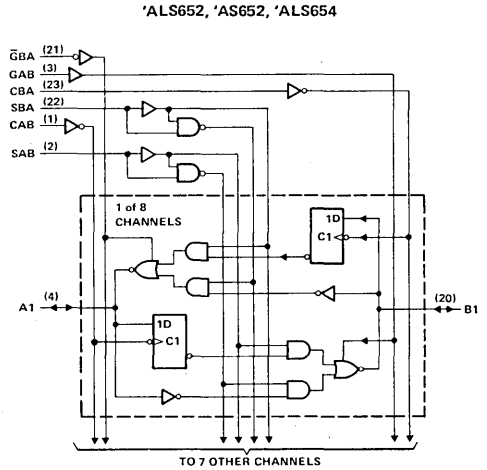 'ALS652, 'AS652, 'ALS654
G̅BA (21)
GAB (3)
CBA (23)
SBA (22)
CAB (1)
SAB (2)
1 of 8
CHANNELS
1D
C1
A1 (4)
(20) B1
1D
C1
TO 7 OTHER CHANNELS